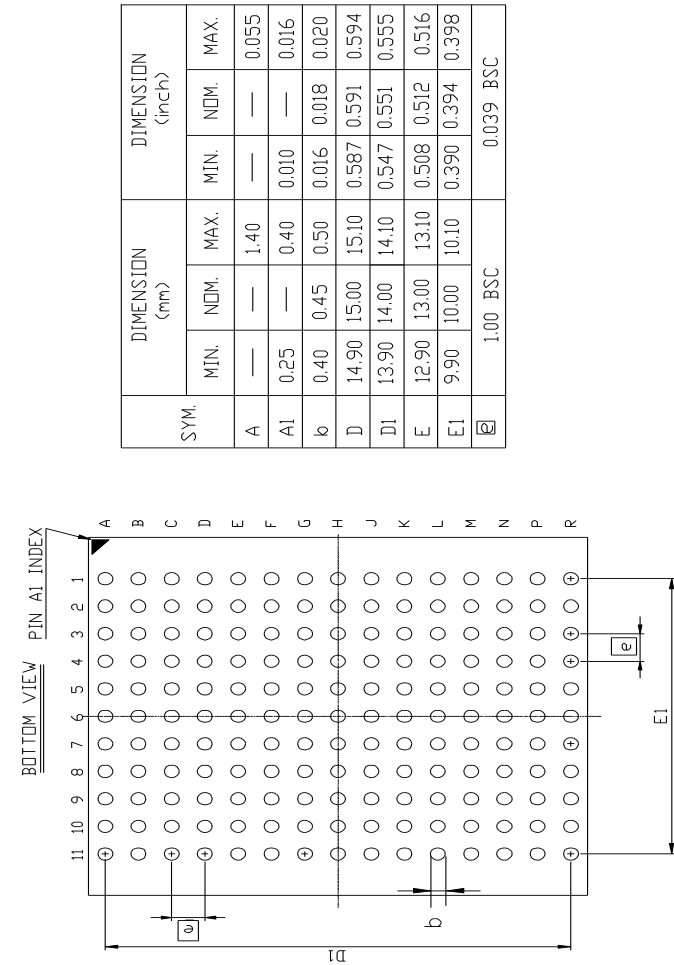 SYM.
DIMENSION
(mm)
DIMENSION
(inch)
MIN. NOM. MAX. MIN. NOM. MAX.
A — — 1.40 — — 0.055
A1 0.25 — 0.40 0.010 — 0.016
b 0.40 0.45 0.50 0.016 0.018 0.020
D 14.90 15.00 15.10 0.587 0.591 0.594
D1 13.90 14.00 14.10 0.547 0.551 0.555
E 12.90 13.00 13.10 0.508 0.512 0.516
E1 9.90 10.00 10.10 0.390 0.394 0.398
e 1.00 BSC 0.039 BSC
BOTTOM VIEW
PIN A1 INDEX
11 10 9 8 7 6 5 4 3 2 1
A
B
C
D
E
F
G
H
J
K
L
M
N
P
R
e
D1
b
e
E1